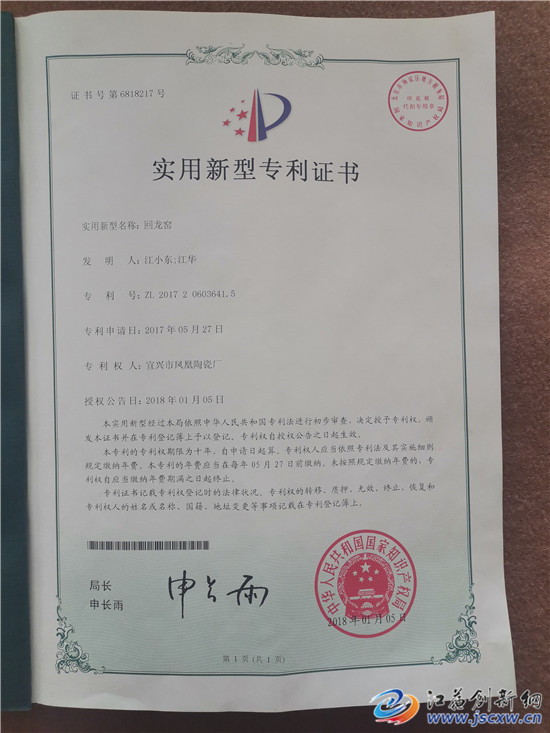 证书号第6818217号
实用新型专利证书
实用新型名称：回龙窑
发明人：江小东;江华
专利号：ZL 2017 2 0603641.5
专利申请日：2017年05月27日
专利权人：宜兴市凤凰陶瓷厂
授权公告日：2018年01月05日
本实用新型经过本局依照中华人民共和国专利法进行初步审查，决定授予专利权，颁
发本证书并在专利登记簿上予以登记。专利权自授权公告之日起生效。
本专利的专利权期限为十年，自申请日起算。专利权人应当依照专利法及其实施细则
规定缴纳年费。本专利的年费应当在每年05月27日前缴纳。未按照规定缴纳年费的，专
利权自应当缴纳年费期满之日起终止。
专利证书记载专利权登记时的法律状况。专利权的转移、质押、无效、终止、恢复和
专利权人的姓名或名称、国籍、地址变更等事项记载在专利登记簿上。
局长
申长雨
申长雨
中华人民共和国国家知识产权局
2018年01月05日
第1页(共1页)
江苏创新网
www.jscxw.cn